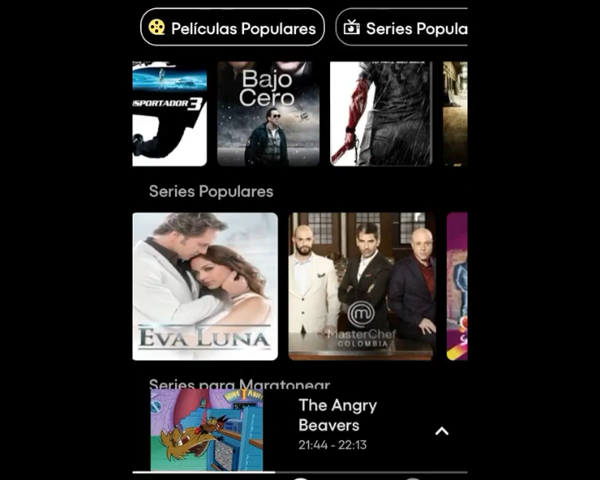 Películas Populares
Series Popula
SPORTADOR 3
Bajo
Cero
Series Populares
EVA LUNA
MasterChef
COLOMBIA
Series para Maratonear
The Angry
Beavers
21:44 - 22:13